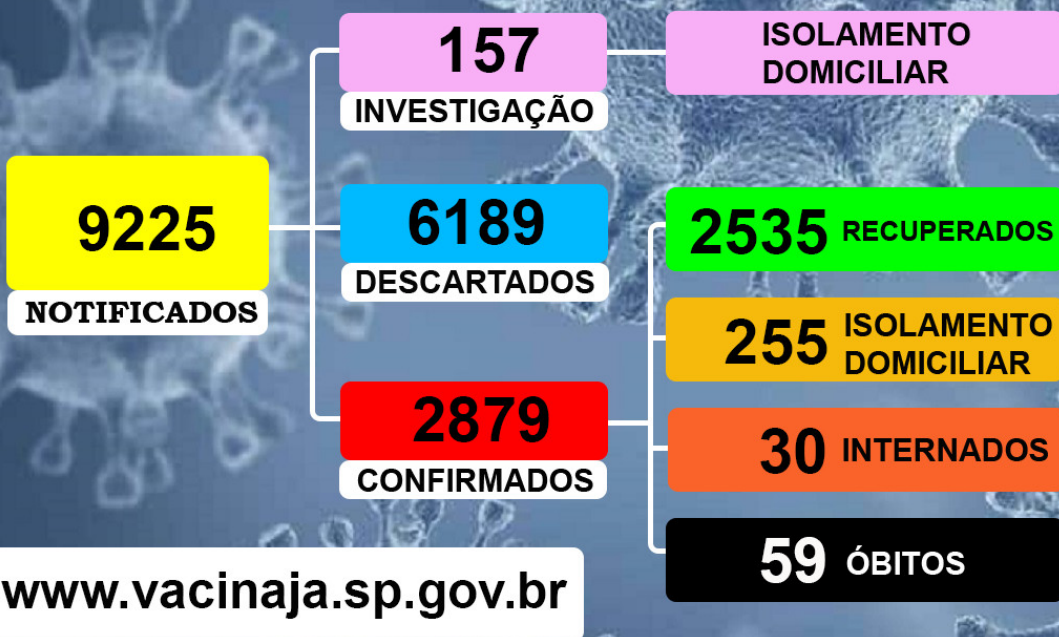 9225
NOTIFICADOS
157
INVESTIGAÇÃO
ISOLAMENTO
DOMICILIAR
6189
DESCARTADOS
2879
CONFIRMADOS
2535 RECUPERADOS
255 ISOLAMENTO
DOMICILIAR
30 INTERNADOS
59 ÓBITOS
www.vacinaja.sp.gov.br